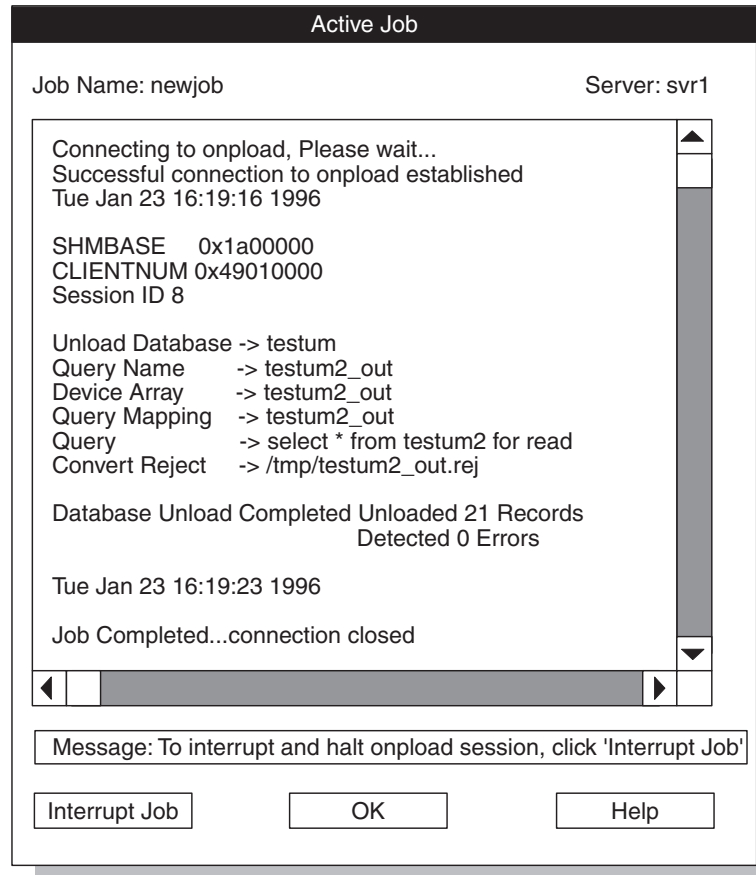 Active Job
Job Name: newjob Server: svr1
Connecting to onpload, Please wait...
Successful connection to onpload established
Tue Jan 23 16:19:16 1996
SHMBASE 0x1a00000
CLIENTNUM 0x49010000
Session ID 8
Unload Database -> testum
Query Name -> testum2_out
Device Array -> testum2_out
Query Mapping -> testum2_out
Query -> select * from testum2 for read
Convert Reject -> /tmp/testum2_out.rej
Database Unload Completed Unloaded 21 Records
Detected 0 Errors
Tue Jan 23 16:19:23 1996
Job Completed...connection closed
Message: To interrupt and halt onpload session, click 'Interrupt Job'
Interrupt Job OK Help